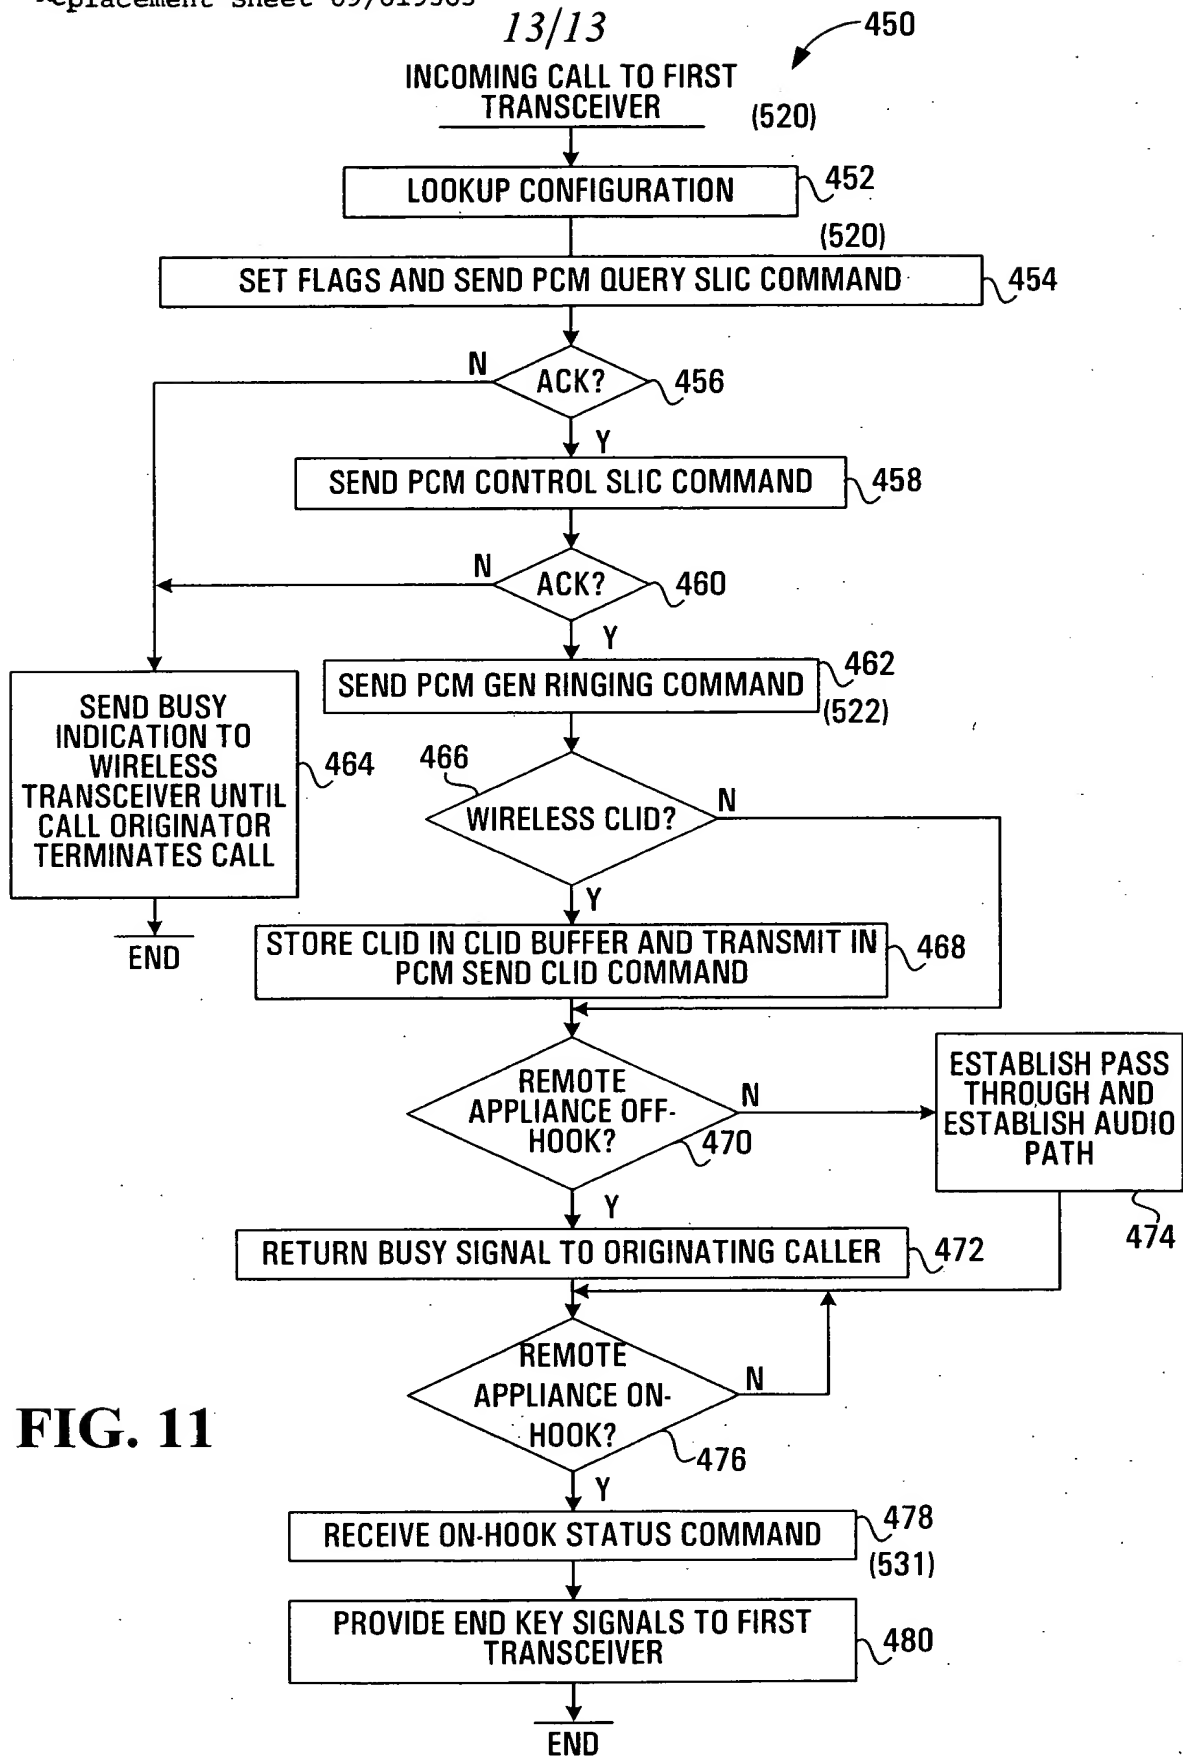 Replacement Sheet 09/619363
13/13
450
INCOMING CALL TO FIRST
TRANSCEIVER
(520)
LOOKUP CONFIGURATION
452
(520)
SET FLAGS AND SEND PCM QUERY SLIC COMMAND
454
N
ACK?
456
Y
SEND PCM CONTROL SLIC COMMAND
458
N
ACK?
460
Y
SEND PCM GEN RINGING COMMAND
462
(522)
SEND BUSY
INDICATION TO
WIRELESS
TRANSCEIVER UNTIL
CALL ORIGINATOR
TERMINATES CALL
464
END
466
WIRELESS CLID?
N
Y
STORE CLID IN CLID BUFFER AND TRANSMIT IN
PCM SEND CLID COMMAND
468
REMOTE
APPLIANCE OFF-
HOOK?
N
470
ESTABLISH PASS
THROUGH AND
ESTABLISH AUDIO
PATH
474
Y
RETURN BUSY SIGNAL TO ORIGINATING CALLER
472
REMOTE
APPLIANCE ON-
HOOK?
N
476
FIG. 11
Y
RECEIVE ON-HOOK STATUS COMMAND
478
(531)
PROVIDE END KEY SIGNALS TO FIRST
TRANSCEIVER
480
END